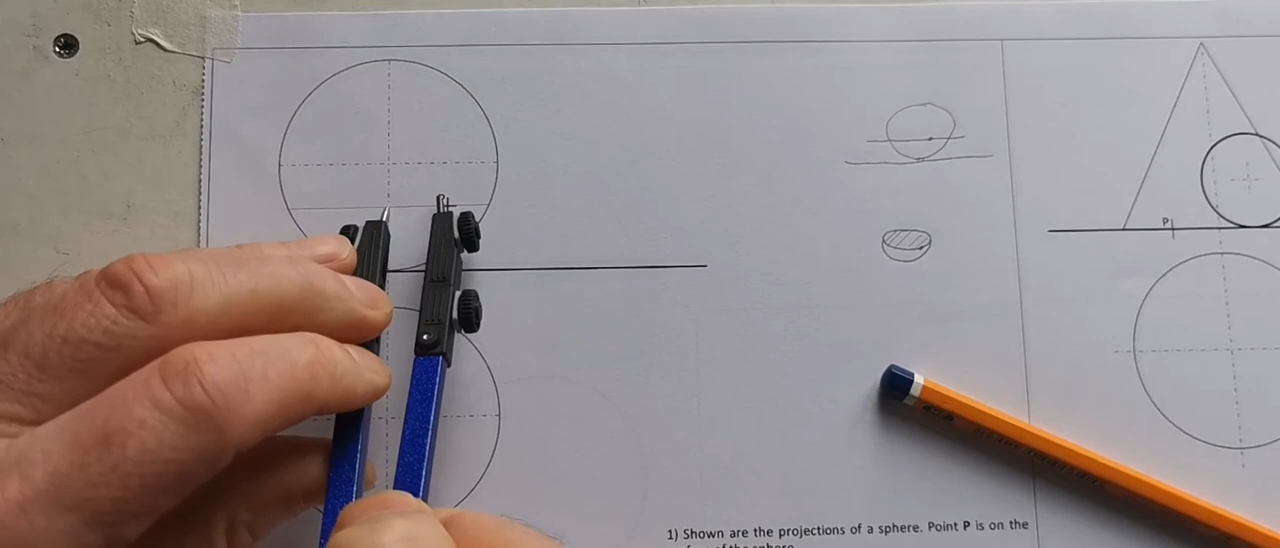 P
1) Shown are the projections of a sphere. Point P is on the